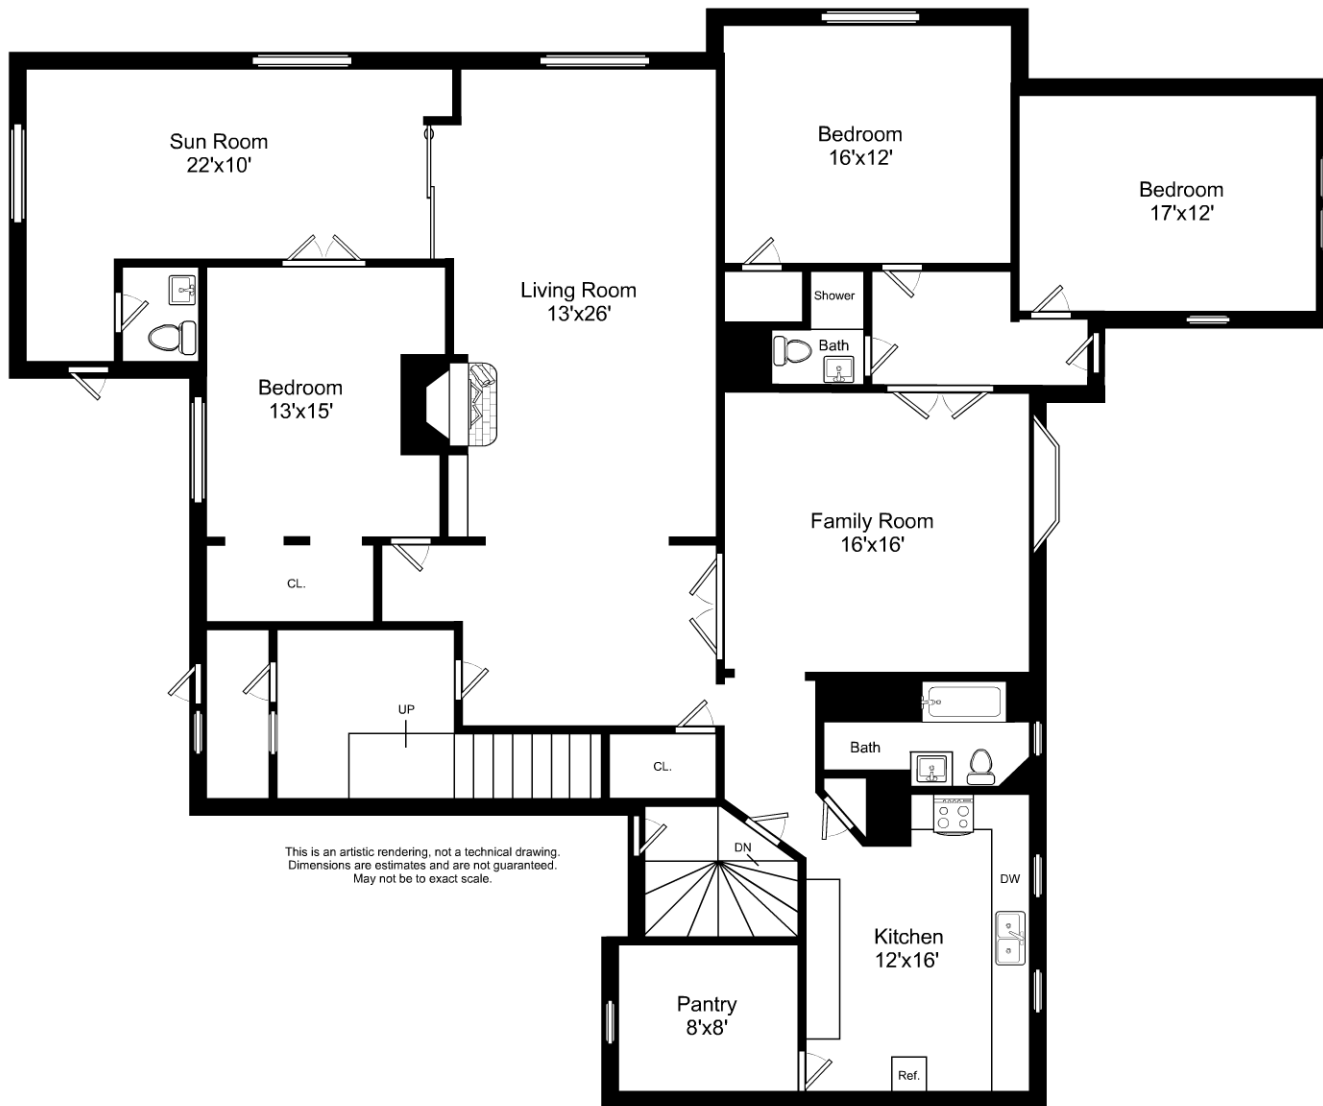 Sun Room
22'x10'
Bedroom
16'x12'
Bedroom
17'x12'
Living Room
13'x26'
Shower
Bath
Bedroom
13'x15'
Family Room
16'x16'
CL.
UP
Bath
CL.
This is an artistic rendering, not a technical drawing.
Dimensions are estimates and are not guaranteed.
May not be to exact scale.
DN
DW
Kitchen
12'x16'
Pantry
8'x8'
Ref.